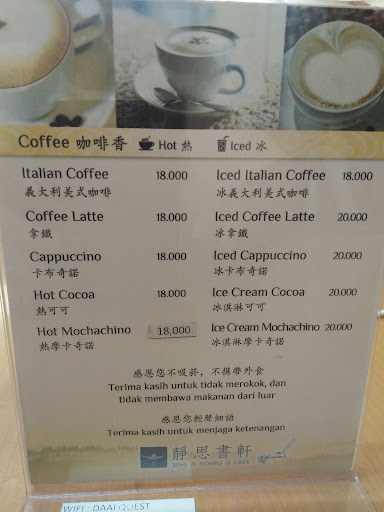 Coffee 咖啡香 Hot 熱 Iced 冰
Italian Coffee 18.000
義大利美式咖啡
Coffee Latte 18.000
拿鐵
Cappuccino 18.000
卡布奇諾
Hot Cocoa 18.000
熱可可
Hot Mochachino 18,000
熱摩卡奇諾
Iced Italian Coffee 18.000
冰義大利美式咖啡
Iced Coffee Latte 20.000
冰拿鐵
Iced Cappuccino 20.000
冰卡布奇諾
Ice Cream Cocoa 20.000
冰淇淋可可
Ice Cream Mochachino 20.000
冰淇淋摩卡奇諾
感恩您不吸菸，不攜帶外食
Terima kasih untuk tidak merokok, dan
tidak membawa makanan dari luar
感恩您輕聲細語
Terima kasih untuk menjaga ketenangan
靜思書軒
JING SI BOOKS & CAFE
WIFI : DAAI QUEST